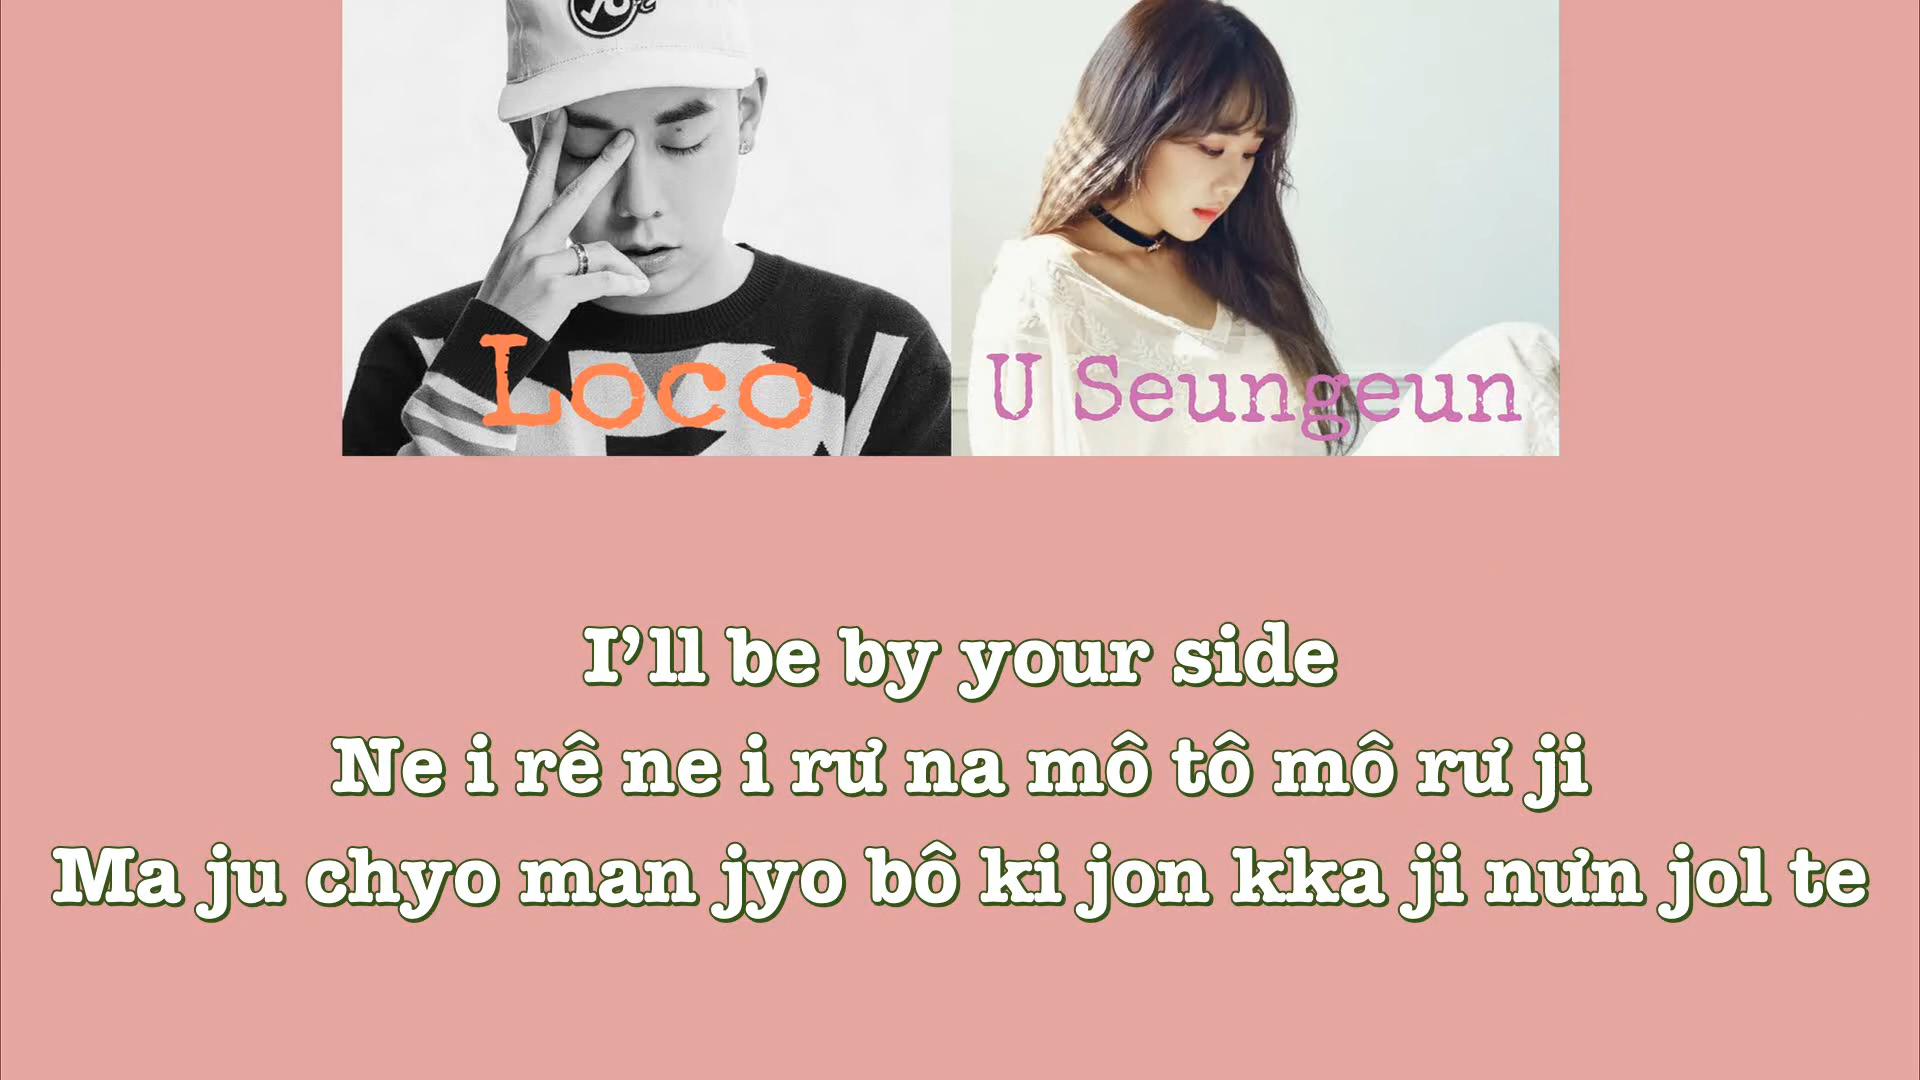 Loco
U Seungeun
I'll be by your side
Ne i rê ne i rư na mô tô mô rư ji
Ma ju chyo man jyo bô ki jon kka ji nưn jol te